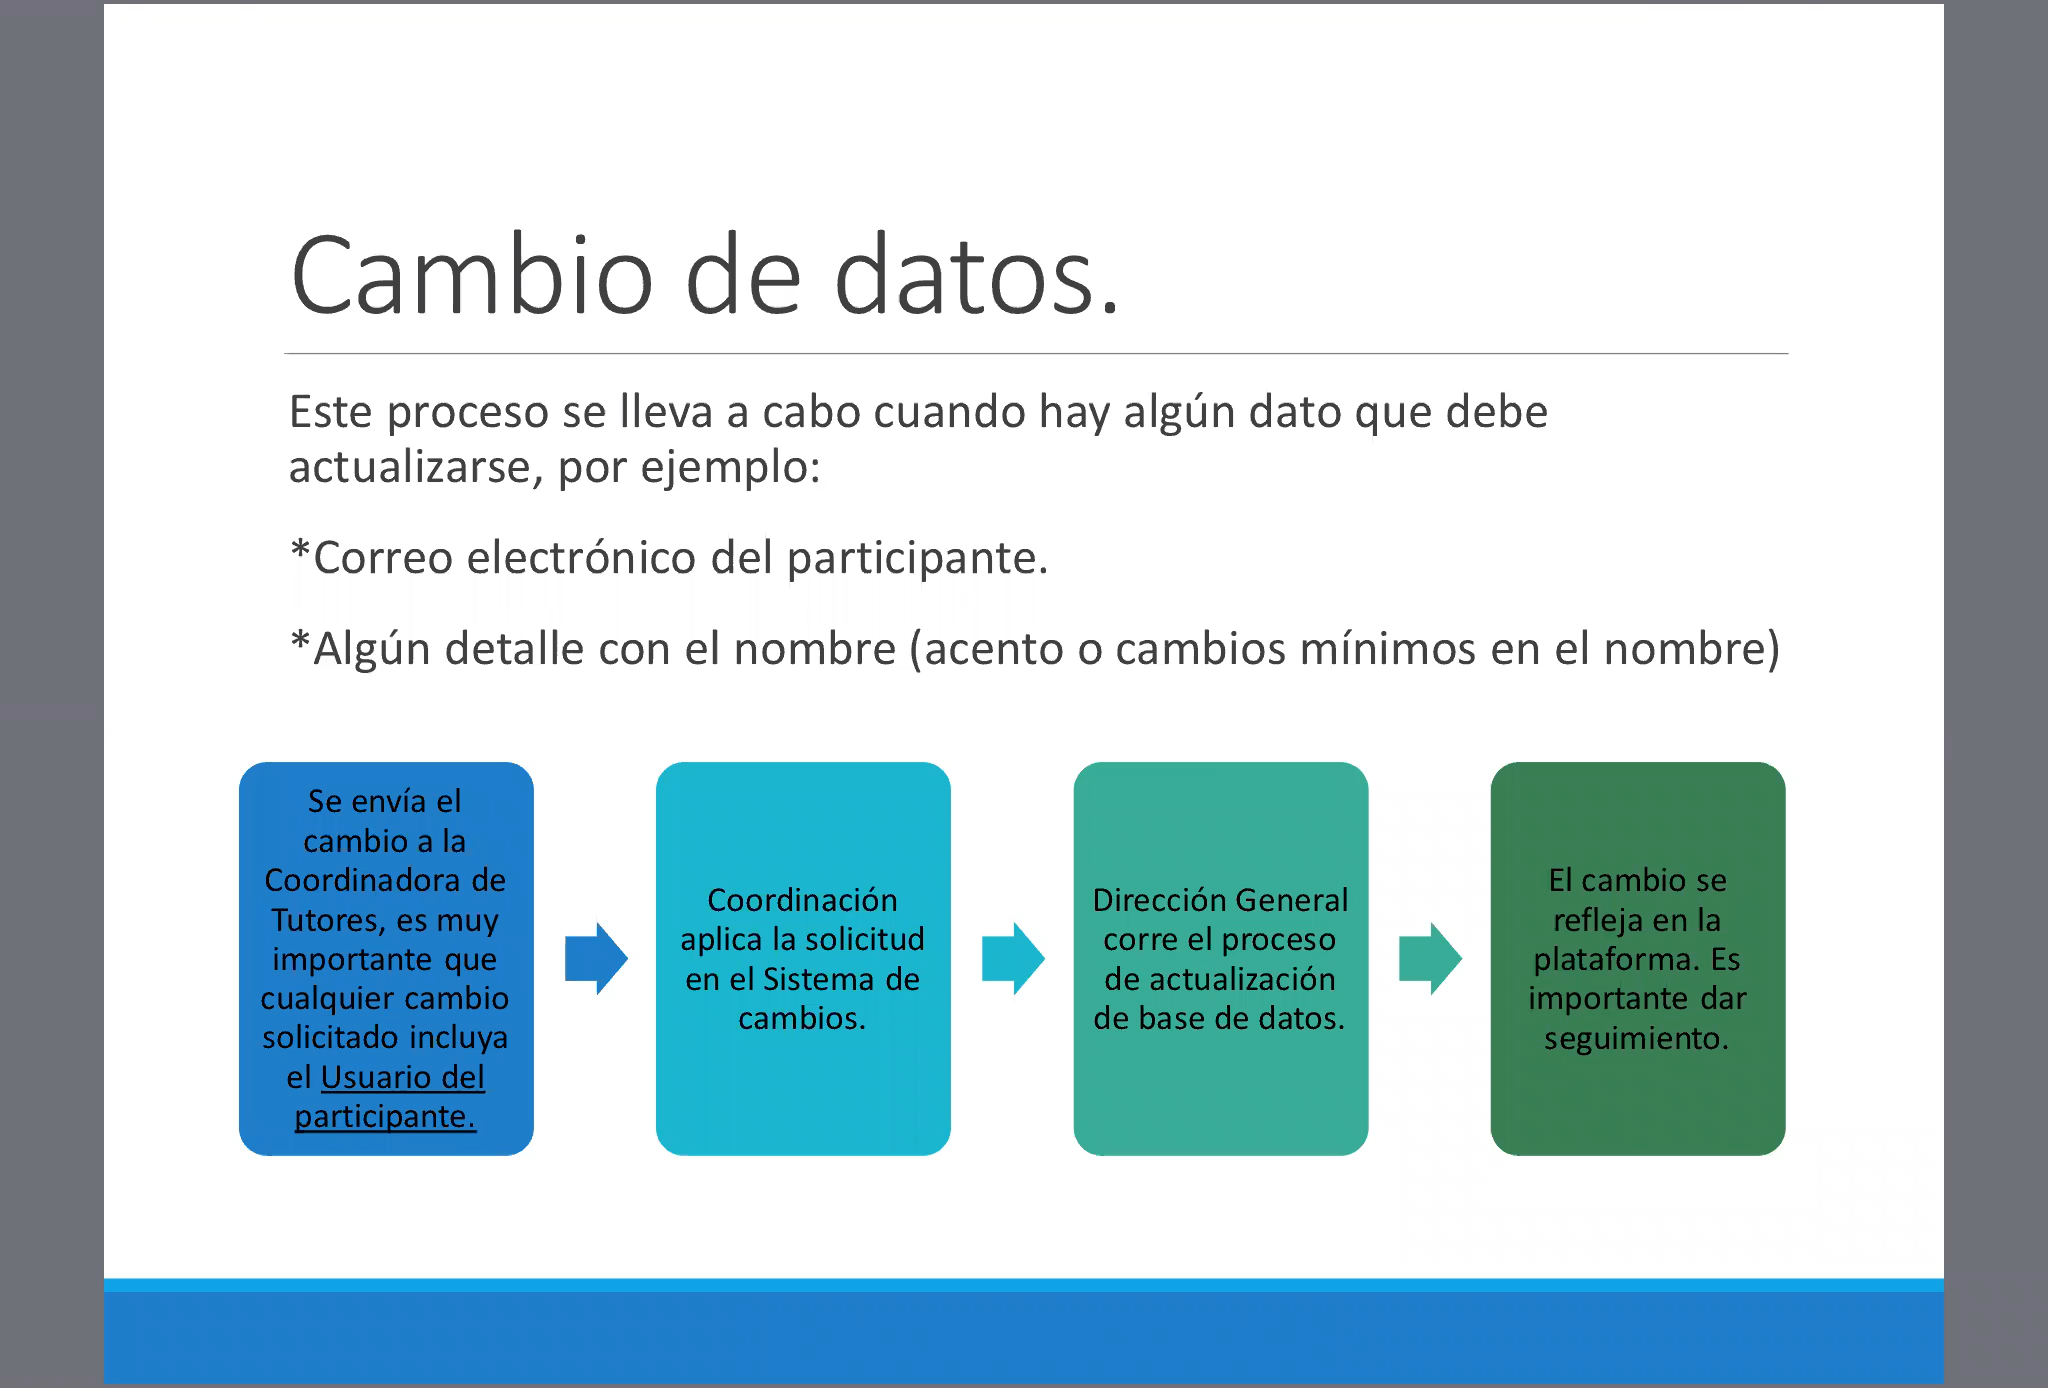 Cambio de datos.
Este proceso se lleva a cabo cuando hay algún dato que debe
actualizarse, por ejemplo:
*Correo electrónico del participante.
*Algún detalle con el nombre (acento o cambios mínimos en el nombre)
Se envía el
cambio a la
Coordinadora de
Tutores, es muy
importante que
cualquier cambio
solicitado incluya
el Usuario del
participante.
Coordinación
aplica la solicitud
en el Sistema de
cambios.
Dirección General
corre el proceso
de actualización
de base de datos.
El cambio se
refleja en la
plataforma. Es
importante dar
seguimiento.